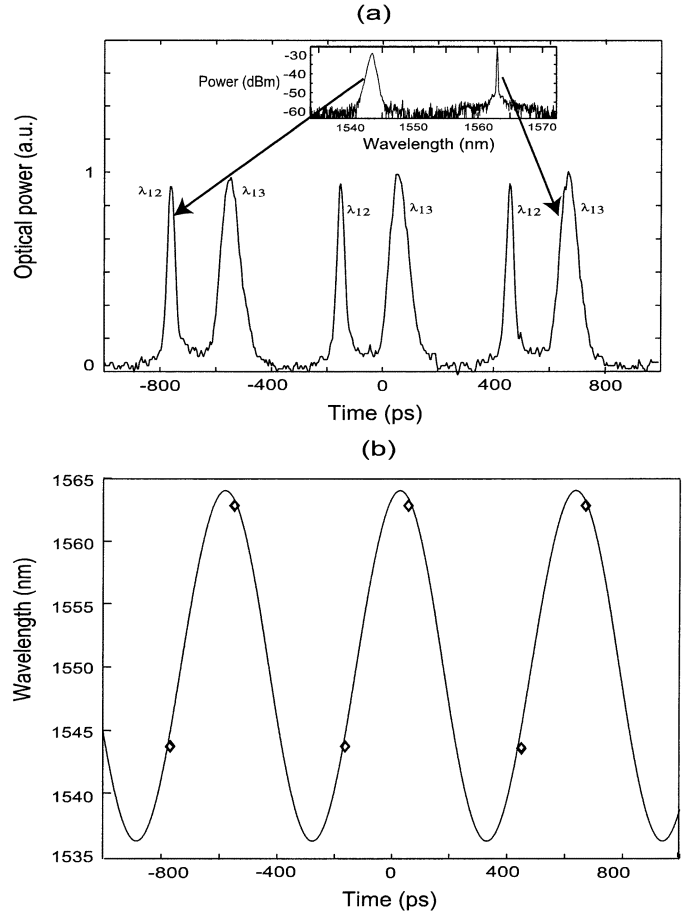 (a)
Optical power (a.u.)
1
0
Power (dBm)
-30
-40
-50
-60
1540
1550
1560
1570
Wavelength (nm)
λ12
λ13
λ12
λ13
λ12
λ13
-800
-400
0
400
800
Time (ps)
(b)
Wavelength (nm)
1565
1560
1555
1550
1545
1540
1535
-800
-400
0
400
800
Time (ps)